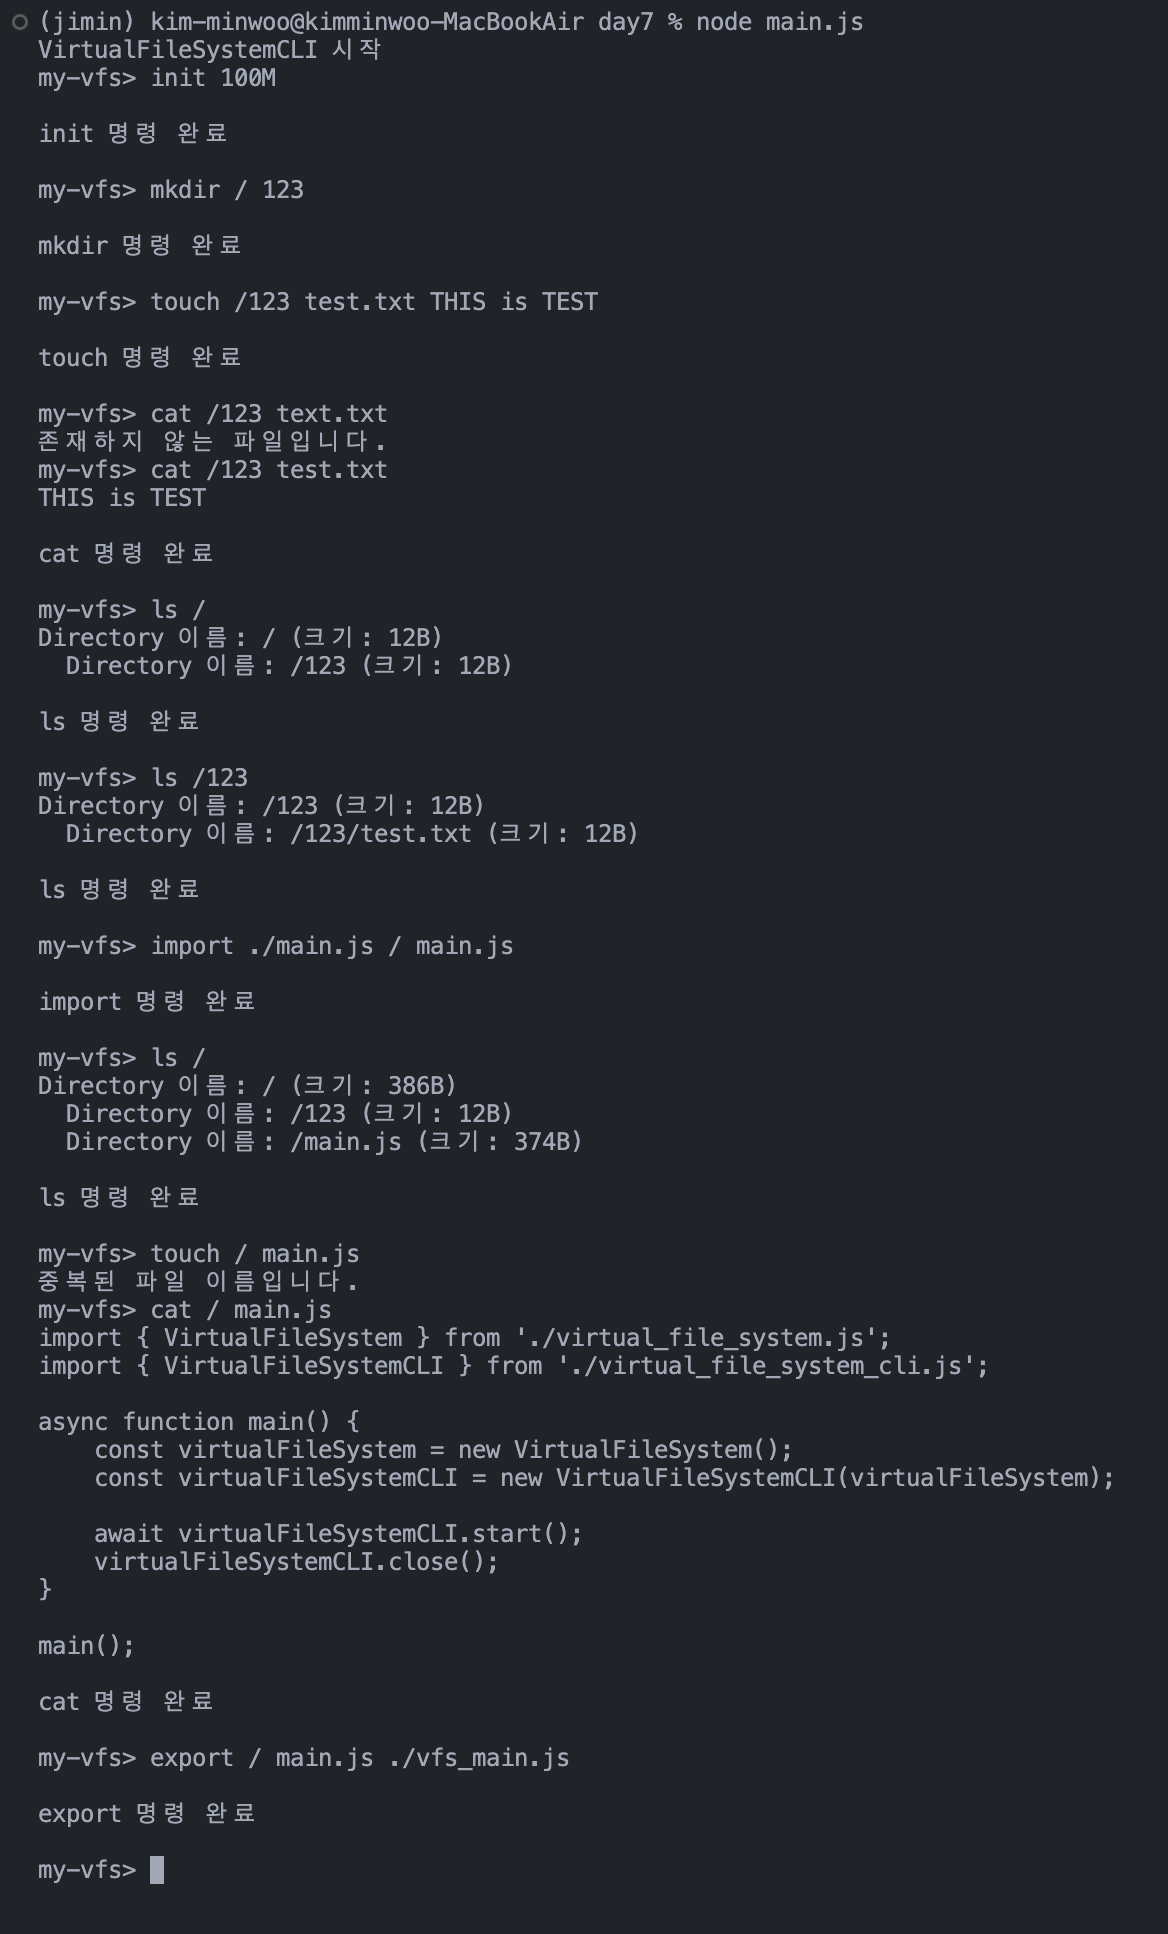 (jimin) kim-minwoo@kimminwoo-MacBookAir day7 % node main.js
VirtualFileSystemCLI 시작
my-vfs> init 100M
init 명령 완료
my-vfs> mkdir / 123
mkdir 명령 완료
my-vfs> touch /123 test.txt THIS is TEST
touch 명령 완료
my-vfs> cat /123 text.txt
존재하지 않는 파일입니다.
my-vfs> cat /123 test.txt
THIS is TEST
cat 명령 완료
my-vfs> ls /
Directory 이름: / (크기: 12B)
  Directory 이름: /123 (크기: 12B)
ls 명령 완료
my-vfs> ls /123
Directory 이름: /123 (크기: 12B)
  Directory 이름: /123/test.txt (크기: 12B)
ls 명령 완료
my-vfs> import ./main.js / main.js
import 명령 완료
my-vfs> ls /
Directory 이름: / (크기: 386B)
  Directory 이름: /123 (크기: 12B)
  Directory 이름: /main.js (크기: 374B)
ls 명령 완료
my-vfs> touch / main.js
중복된 파일 이름입니다.
my-vfs> cat / main.js
import { VirtualFileSystem } from './virtual_file_system.js';
import { VirtualFileSystemCLI } from './virtual_file_system_cli.js';
async function main() {
    const virtualFileSystem = new VirtualFileSystem();
    const virtualFileSystemCLI = new VirtualFileSystemCLI(virtualFileSystem);
    await virtualFileSystemCLI.start();
    virtualFileSystemCLI.close();
}
main();
cat 명령 완료
my-vfs> export / main.js ./vfs_main.js
export 명령 완료
my-vfs>